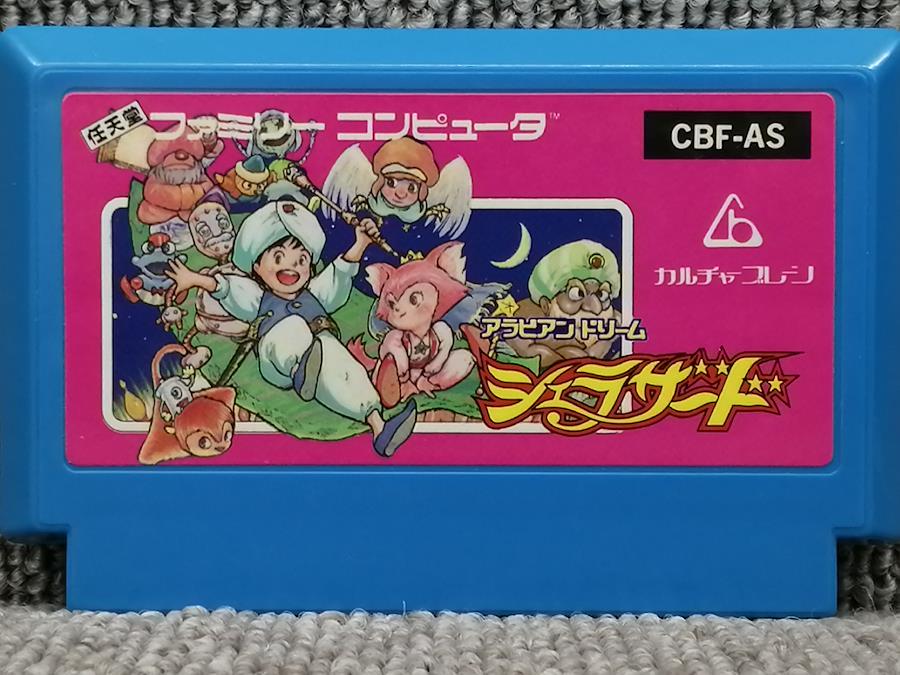 任天堂
ファミリー コンピュータ™
CBF-AS
カルチャーブレーン
アラビアン ドリーム
シェラザード